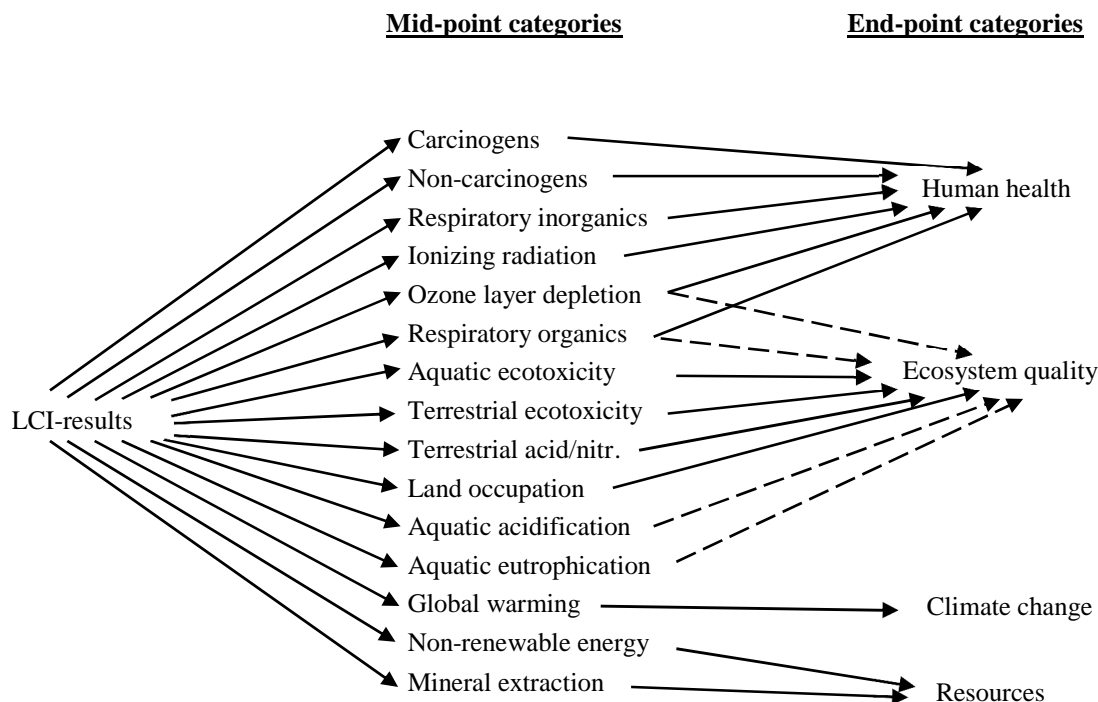 Mid-point categories
End-point categories
Carcinogens
Non-carcinogens
Human health
Respiratory inorganics
Ionizing radiation
Ozone layer depletion
Respiratory organics
Aquatic ecotoxicity
Ecosystem quality
Terrestrial ecotoxicity
LCI-results
Terrestrial acid/nitr.
Land occupation
Aquatic acidification
Aquatic eutrophication
Global warming
Climate change
Non-renewable energy
Mineral extraction
Resources